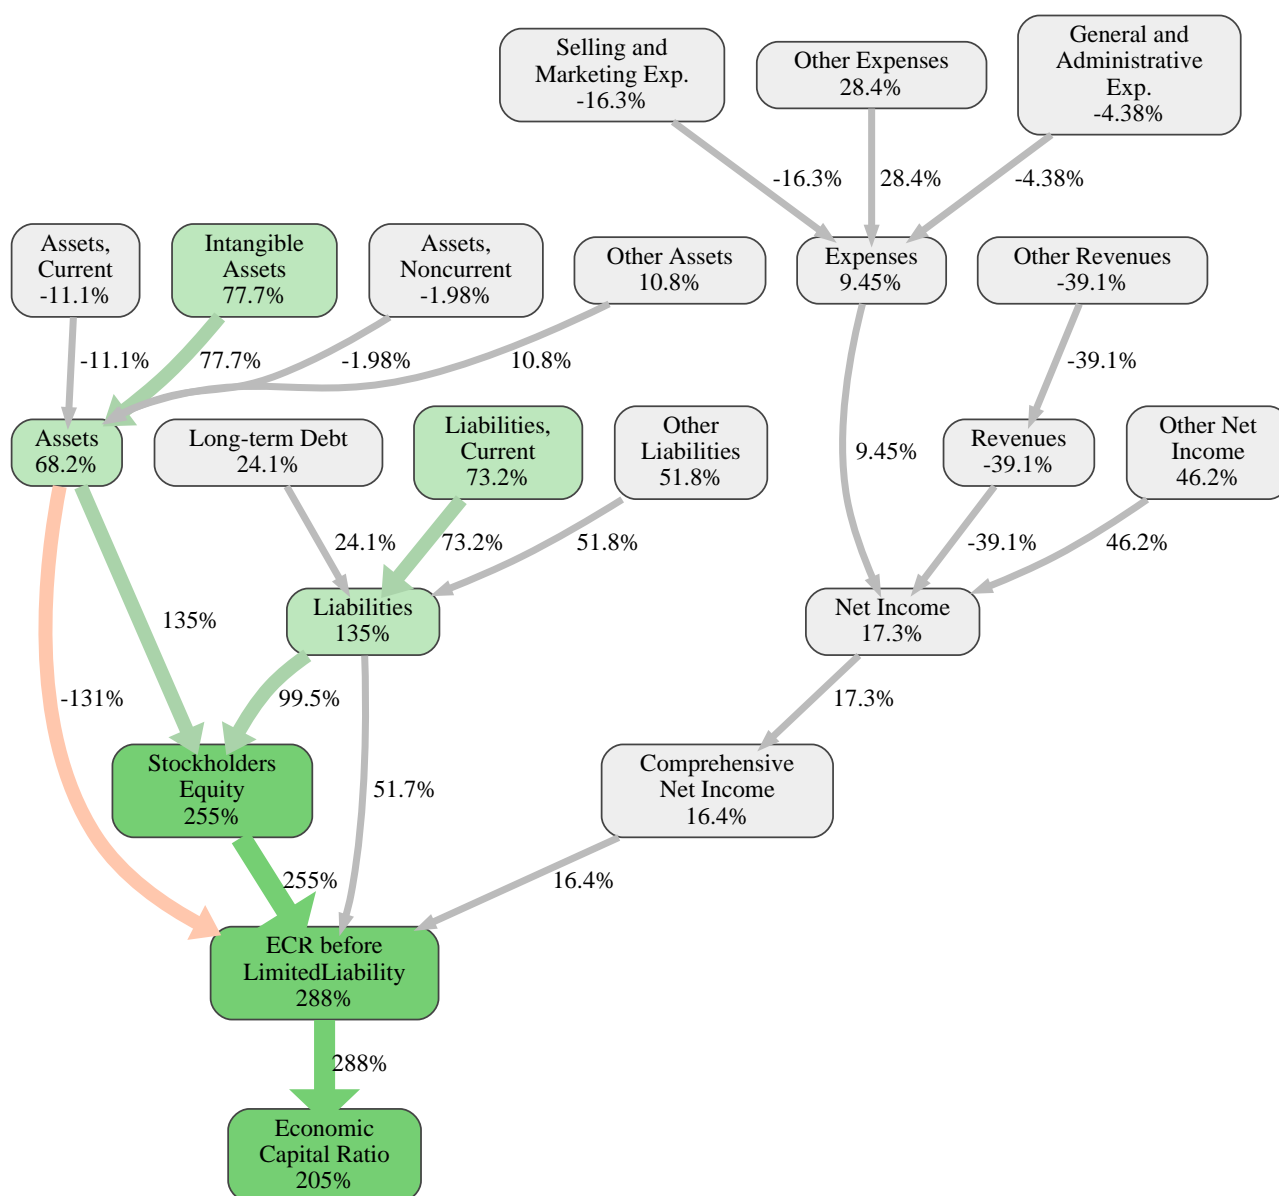 Selling and
Marketing Exp.
-16.3%
Other Expenses
28.4%
General and
Administrative
Exp.
-4.38%
-16.3%
28.4%
-4.38%
Assets,
Current
-11.1%
Intangible
Assets
77.7%
Assets,
Noncurrent
-1.98%
Other Assets
10.8%
Expenses
9.45%
Other Revenues
-39.1%
-11.1%
77.7%
-1.98%
10.8%
-39.1%
Assets
68.2%
Long-term Debt
24.1%
Liabilities,
Current
73.2%
Other
Liabilities
51.8%
9.45%
Revenues
-39.1%
Other Net
Income
46.2%
24.1%
73.2%
51.8%
-39.1%
46.2%
135%
Liabilities
135%
Net Income
17.3%
-131%
99.5%
17.3%
Stockholders
Equity
255%
51.7%
Comprehensive
Net Income
16.4%
255%
16.4%
ECR before
LimitedLiability
288%
288%
Economic
Capital Ratio
205%